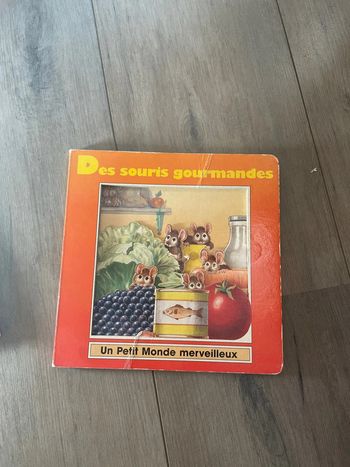 Des souris gourmandes
Un Petit Monde merveilleux